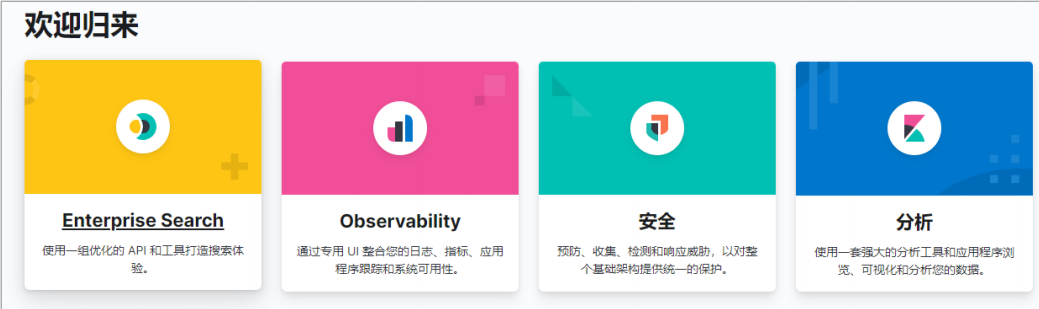 欢迎归来
Enterprise Search
使用一组优化的 API 和工具打造搜索体
验。
Observability
通过专用 UI 整合您的日志、指标、应用
程序跟踪和系统可用性。
安全
预防、收集、检测和响应威胁，以对整
个基础架构提供统一的保护。
分析
使用一套强大的分析工具和应用程序浏
览、可视化和分析您的数据。